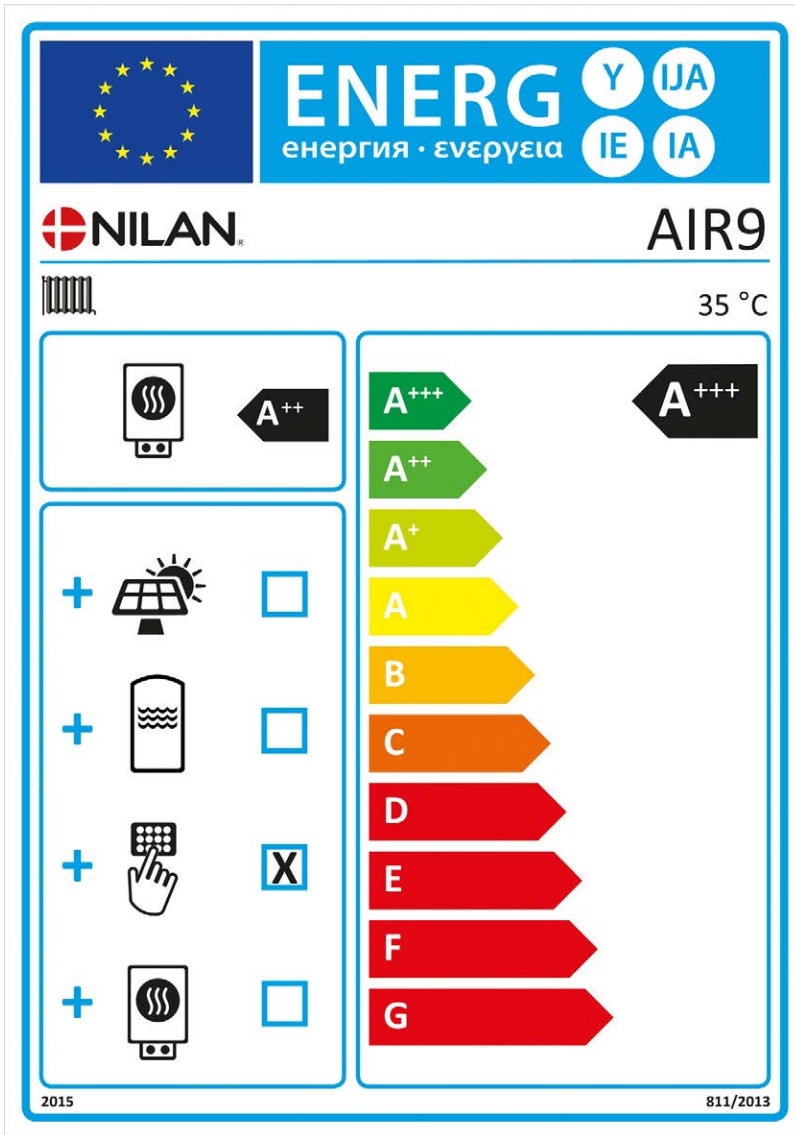 ENERG Y IJA
енергия · ενεργεια IE IA
NILAN®
AIR9
35 °C
A++
A+++
A+++
A++
A+
A
B
C
D
X
E
F
G
2015
811/2013